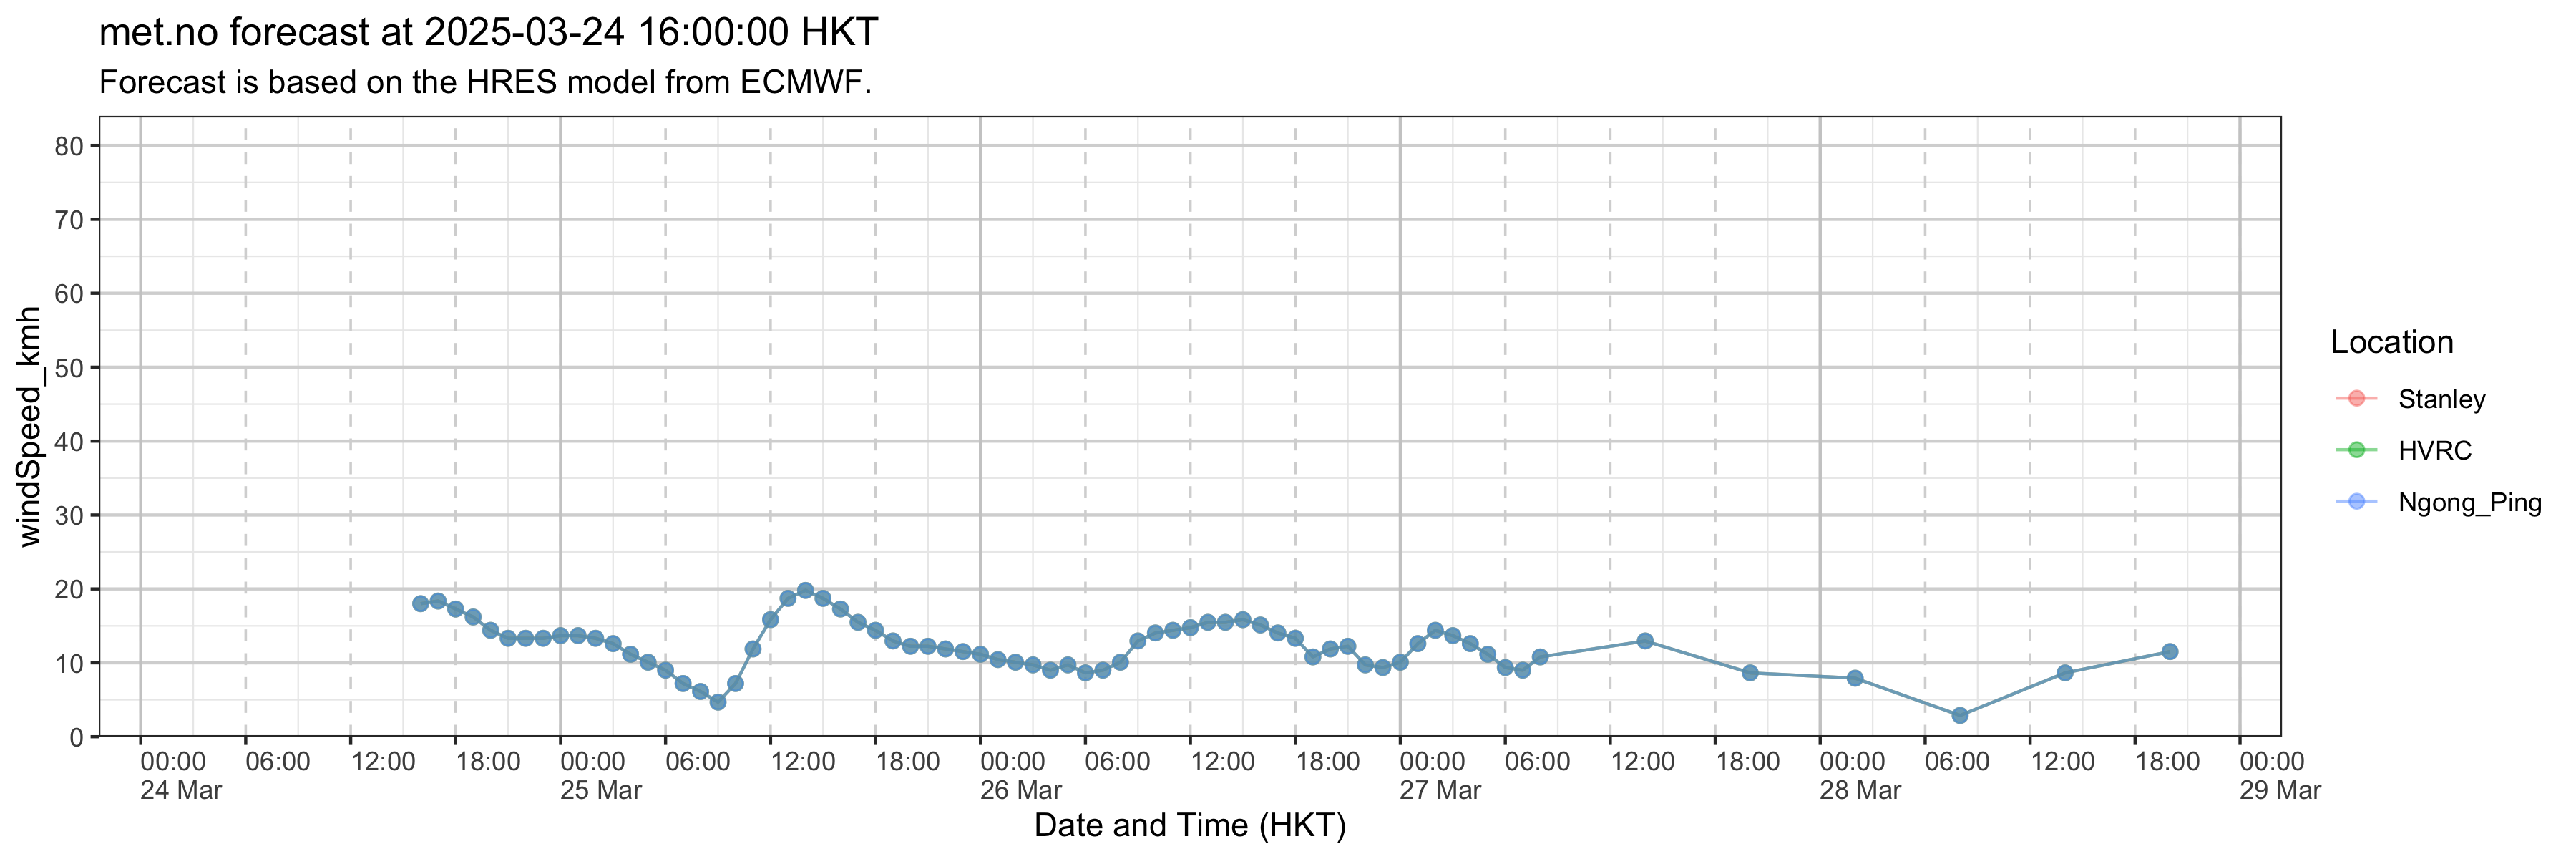 met.no forecast at 2025-03-24 16:00:00 HKT
Forecast is based on the HRES model from ECMWF.
80
70
60
50
40
30
20
10
0
windSpeed_kmh
00:00 06:00 12:00 18:00 00:00 06:00 12:00 18:00 00:00 06:00 12:00 18:00 00:00 06:00 12:00 18:00 00:00 06:00 12:00 18:00 00:00
24 Mar 25 Mar 26 Mar 27 Mar 28 Mar 29 Mar
Date and Time (HKT)
Location
Stanley
HVRC
Ngong_Ping